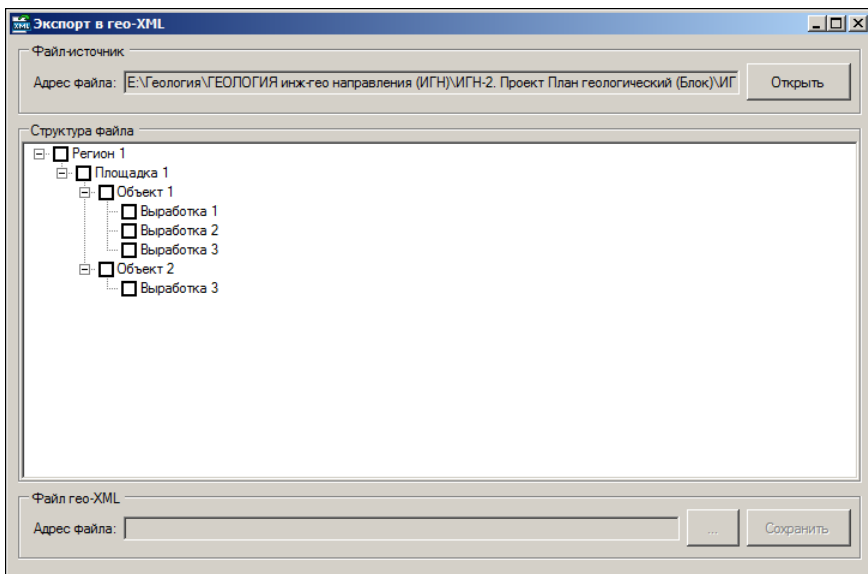 Экспорт в гео-XML
Файл-источник
Адрес файла: E:\Геология\ГЕОЛОГИЯ инж-гео направления (ИГН)\ИГН-2. Проект План геологический (Блок)\ИГ Открыть
Структура файла
Регион 1
Площадка 1
Объект 1
Выработка 1
Выработка 2
Выработка 3
Объект 2
Выработка 3
Файл гео-XML
Адрес файла: ... Сохранить